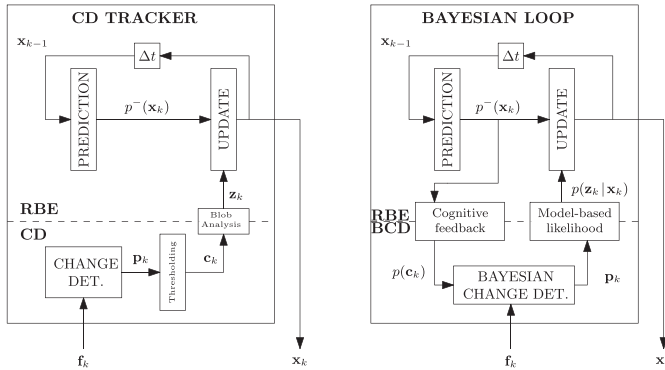 CD TRACKER
x_{k−1}
Δt
PREDICTION
p^−(x_k)
UPDATE
z_k
RBE
Blob
Analysis
CD
CHANGE
DET.
p_k
Thresholding
c_k
f_k
x_k
BAYESIAN LOOP
x_{k−1}
Δt
PREDICTION
p^−(x_k)
UPDATE
p(z_k | x_k)
RBE
BCD
Cognitive
feedback
Model-based
likelihood
p(c_k)
BAYESIAN
CHANGE DET.
p_k
f_k
x